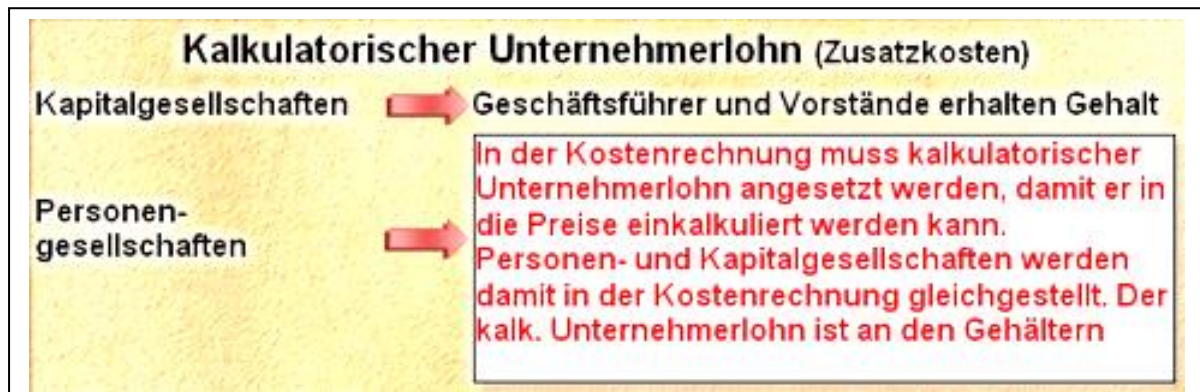 Kalkulatorischer Unternehmerlohn (Zusatzkosten)
Kapitalgesellschaften
Geschäftsführer und Vorstände erhalten Gehalt
Personen-
gesellschaften
In der Kostenrechnung muss kalkulatorischer
Unternehmerlohn angesetzt werden, damit er in
die Preise einkalkuliert werden kann.
Personen- und Kapitalgesellschaften werden
damit in der Kostenrechnung gleichgestellt. Der
kalk. Unternehmerlohn ist an den Gehältern